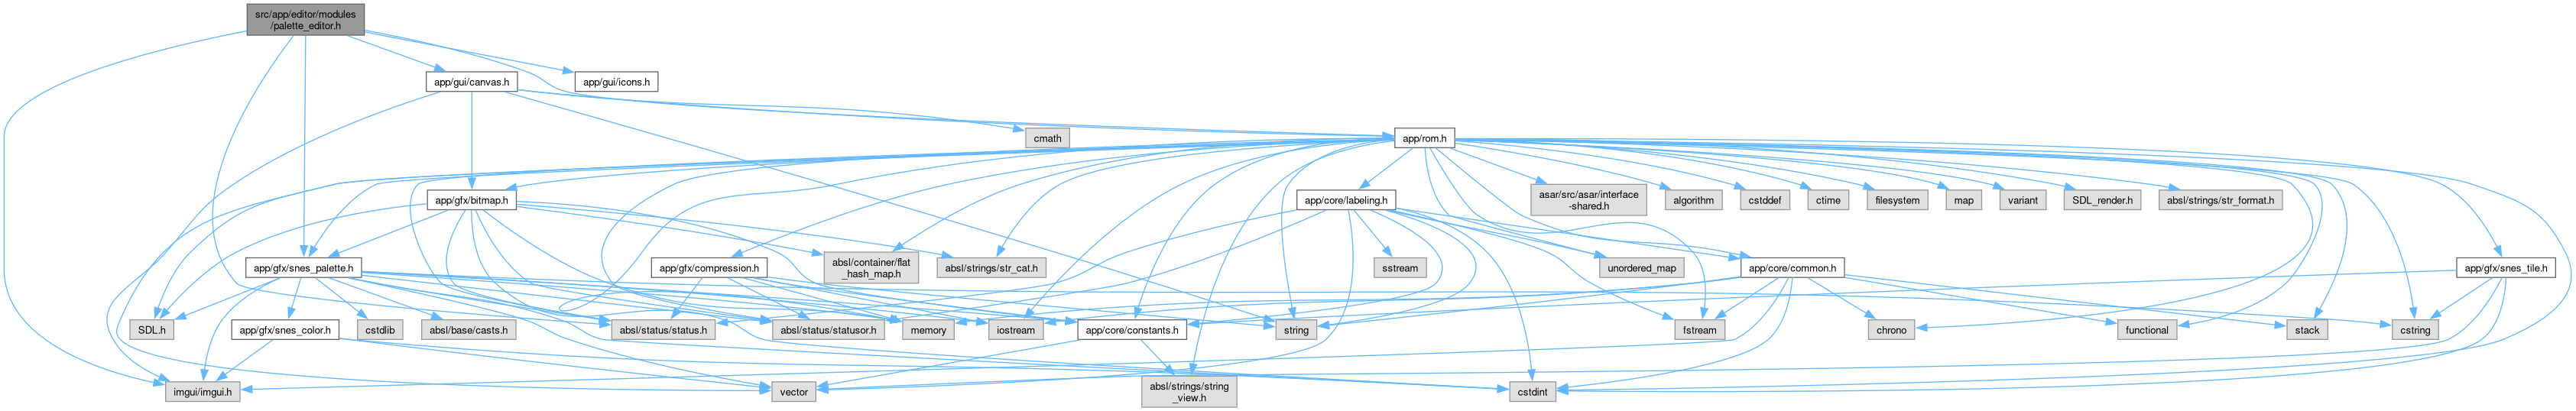 src/app/editor/modules
/palette_editor.h
app/gui/canvas.h
app/gui/icons.h
cmath
app/rom.h
app/gfx/bitmap.h
app/core/labeling.h
asar/src/asar/interface
-shared.h
algorithm
cstddef
ctime
filesystem
map
variant
SDL_render.h
absl/strings/str_format.h
app/gfx/snes_palette.h
app/gfx/compression.h
absl/container/flat
_hash_map.h
absl/strings/str_cat.h
sstream
unordered_map
app/core/common.h
app/gfx/snes_tile.h
SDL.h
app/gfx/snes_color.h
cstdlib
absl/base/casts.h
absl/status/status.h
absl/status/statusor.h
memory
iostream
app/core/constants.h
string
fstream
chrono
functional
stack
cstring
imgui/imgui.h
vector
absl/strings/string
_view.h
cstdint